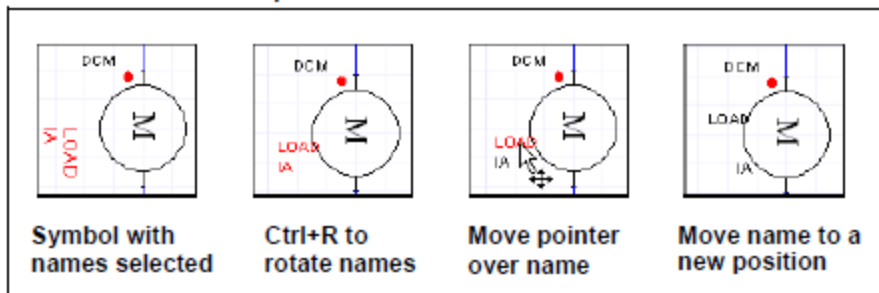 DCM
M
LOAD
IA
DCM
M
LOAD
IA
DCM
M
LOAD
IA
DCM
M
LOAD
IA
Symbol with
names selected
Ctrl+R to
rotate names
Move pointer
over name
Move name to a
new position